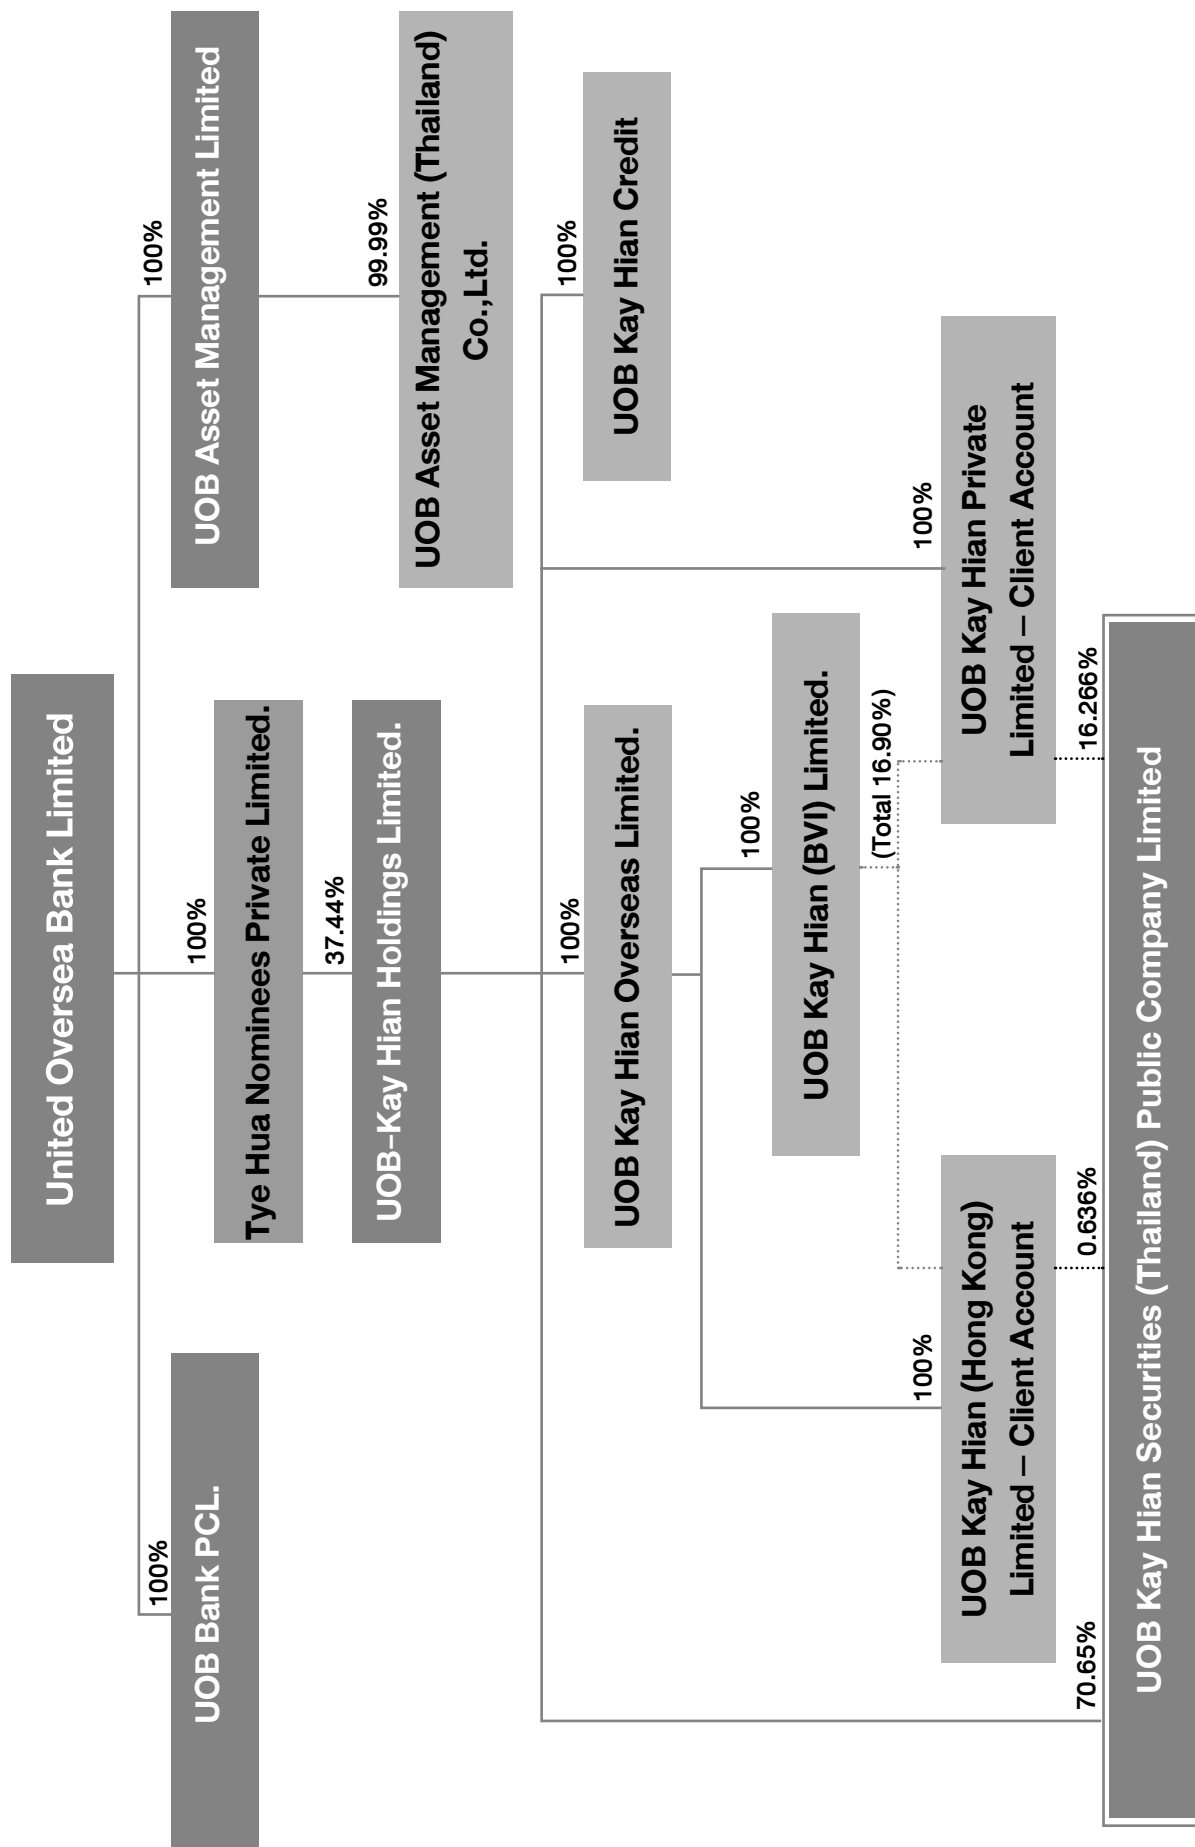 United Oversea Bank Limited
100%
UOB Bank PCL.
100%
Tye Hua Nominees Private Limited.
100%
UOB Asset Management Limited
37.44%
UOB-Kay Hian Holdings Limited.
99.99%
UOB Asset Management (Thailand)
Co.,Ltd.
100%
UOB Kay Hian Overseas Limited.
100%
UOB Kay Hian Credit
100%
UOB Kay Hian (BVI) Limited.
(Total 16.90%)
100%
UOB Kay Hian (Hong Kong)
Limited – Client Account
100%
UOB Kay Hian Private
Limited – Client Account
70.65%
0.636%
16.266%
UOB Kay Hian Securities (Thailand) Public Company Limited